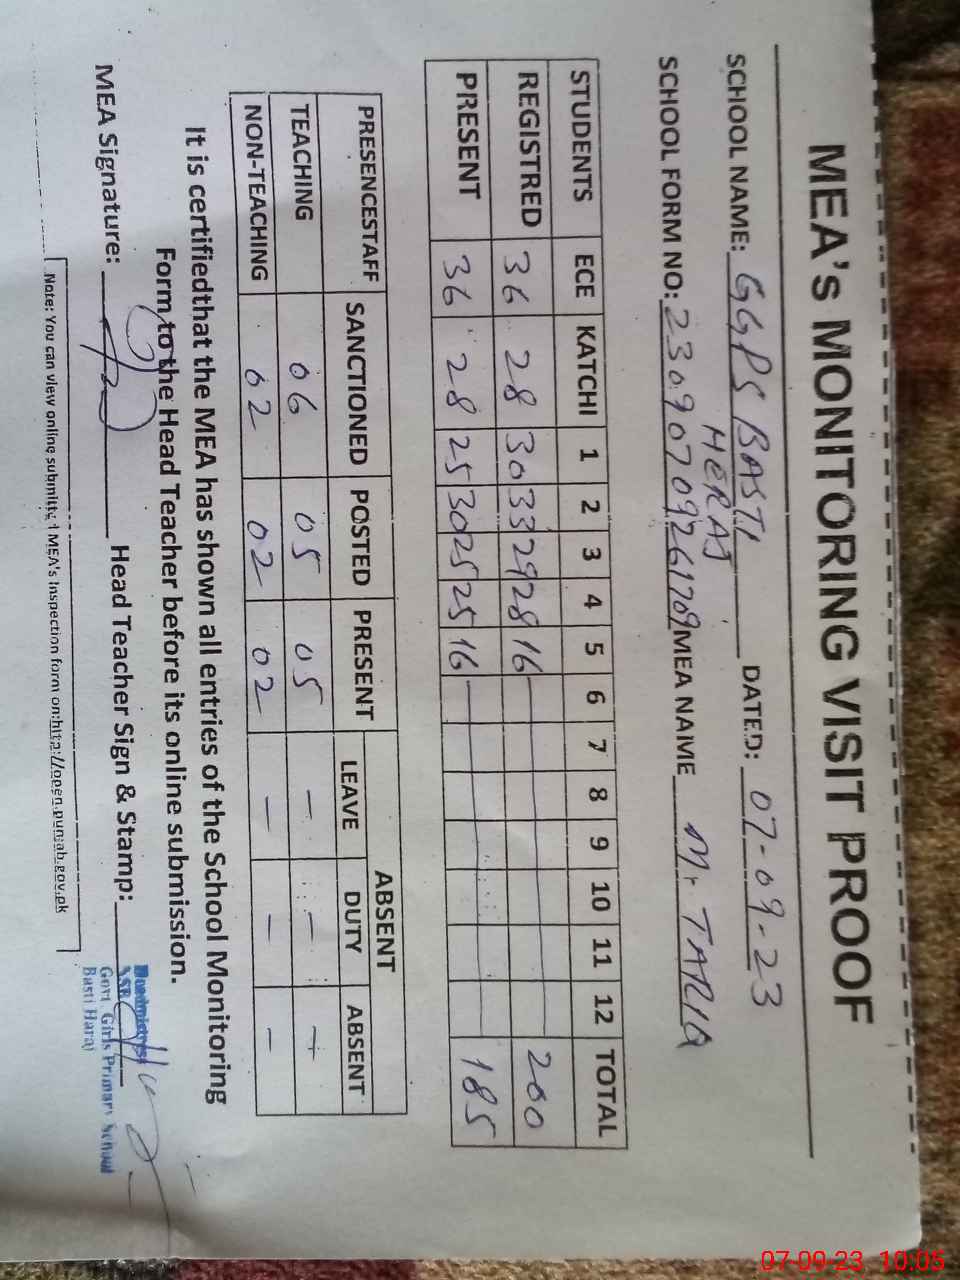 MEA's MONITORING VISIT PROOF
SCHOOL NAME: GGPS BASTI HERAJ DATED: 07-09-23
SCHOOL FORM NO: 23090709261709 MEA NAME Mr TARIQ
STUDENTS ECE KATCHI 1 2 3 4 5 6 7 8 9 10 11 12 TOTAL
REGISTRED 36 28 30 33 29 28 16 200
PRESENT 36 28 25 30 25 25 16 185
PRESENCESTAFF SANCTIONED POSTED PRESENT ABSENT
LEAVE DUTY ABSENT
TEACHING 06 05 05 - - -
NON-TEACHING 02 02 02 - - -
It is certifiedthat the MEA has shown all entries of the School Monitoring
Form to the Head Teacher before its online submission.
MEA Signature: Head Teacher Sign & Stamp:
Headmistress
SSE
Govt. Girls Primary School
Basti Haraj
Note: You can view online submitted MEA's Inspection form on:http://open.punjab.gov.pk
07-09-23 10:05